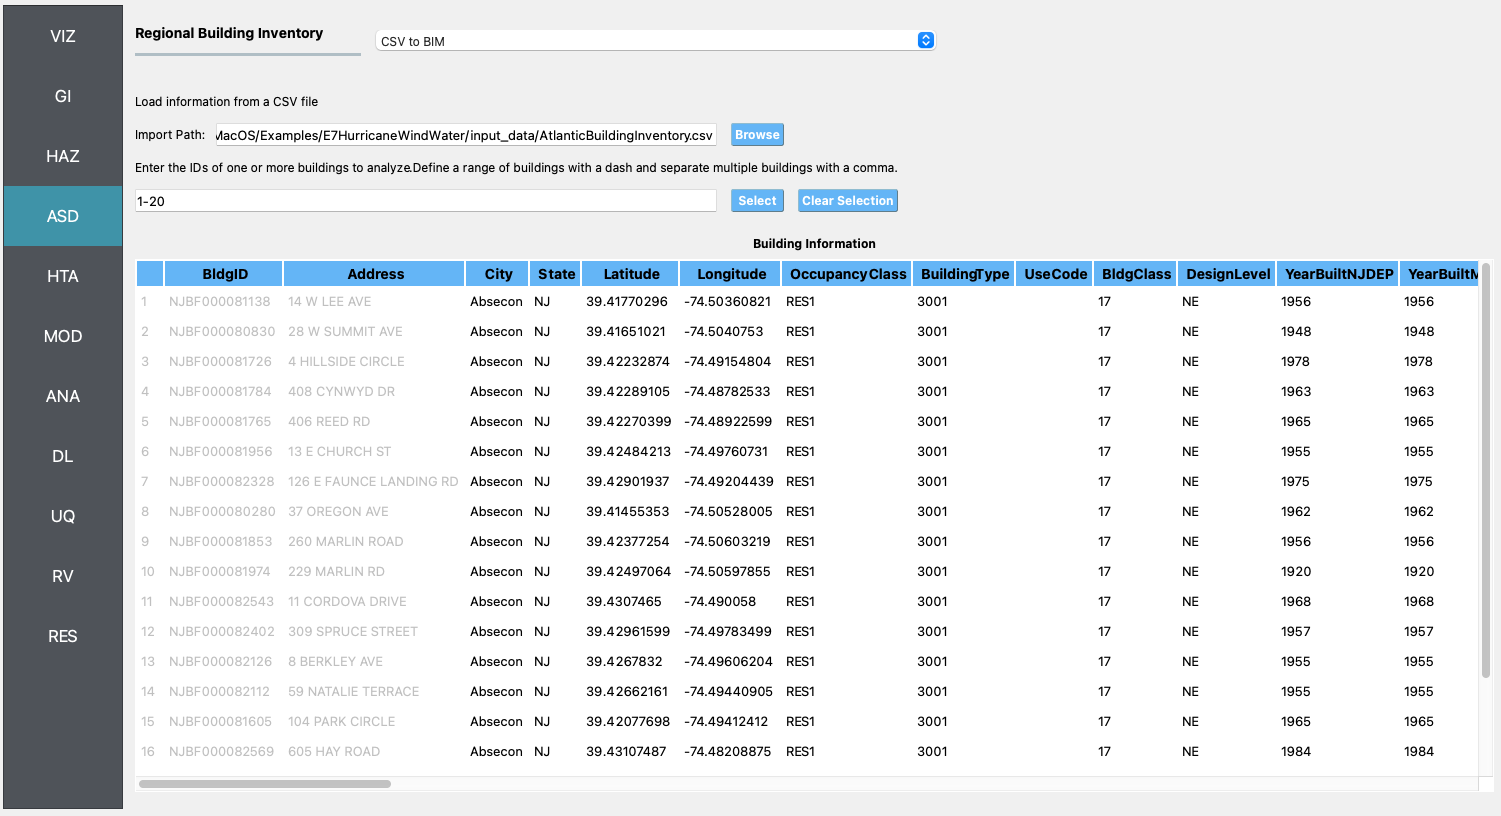 VIZ
GI
HAZ
ASD
HTA
MOD
ANA
DL
UQ
RV
RES
Regional Building Inventory
CSV to BIM
Load information from a CSV file
Import Path: MacOS/Examples/E7HurricaneWindWater/input_data/AtlanticBuildingInventory.csv Browse
Enter the IDs of one or more buildings to analyze.Define a range of buildings with a dash and separate multiple buildings with a comma.
1-20 Select Clear Selection
Building Information
BldgID Address City State Latitude Longitude OccupancyClass BuildingType UseCode BldgClass DesignLevel YearBuiltNJDEP YearBuiltM
1 NJBF000081138 14 W LEE AVE Absecon NJ 39.41770296 -74.50360821 RES1 3001 17 NE 1956 1956
2 NJBF000080830 28 W SUMMIT AVE Absecon NJ 39.41651021 -74.5040753 RES1 3001 17 NE 1948 1948
3 NJBF000081726 4 HILLSIDE CIRCLE Absecon NJ 39.42232874 -74.49154804 RES1 3001 17 NE 1978 1978
4 NJBF000081784 408 CYNWYD DR Absecon NJ 39.42289105 -74.48782533 RES1 3001 17 NE 1963 1963
5 NJBF000081765 406 REED RD Absecon NJ 39.42270399 -74.48922599 RES1 3001 17 NE 1965 1965
6 NJBF000081956 13 E CHURCH ST Absecon NJ 39.42484213 -74.49760731 RES1 3001 17 NE 1955 1955
7 NJBF000082328 126 E FAUNCE LANDING RD Absecon NJ 39.42901937 -74.49204439 RES1 3001 17 NE 1975 1975
8 NJBF000080280 37 OREGON AVE Absecon NJ 39.41455353 -74.50528005 RES1 3001 17 NE 1962 1962
9 NJBF000081853 260 MARLIN ROAD Absecon NJ 39.42377254 -74.50603219 RES1 3001 17 NE 1956 1956
10 NJBF000081974 229 MARLIN RD Absecon NJ 39.42497064 -74.50597855 RES1 3001 17 NE 1920 1920
11 NJBF000082543 11 CORDOVA DRIVE Absecon NJ 39.4307465 -74.490058 RES1 3001 17 NE 1968 1968
12 NJBF000082402 309 SPRUCE STREET Absecon NJ 39.42961599 -74.49783499 RES1 3001 17 NE 1957 1957
13 NJBF000082126 8 BERKLEY AVE Absecon NJ 39.4267832 -74.49606204 RES1 3001 17 NE 1955 1955
14 NJBF000082112 59 NATALIE TERRACE Absecon NJ 39.42662161 -74.49440905 RES1 3001 17 NE 1955 1955
15 NJBF000081605 104 PARK CIRCLE Absecon NJ 39.42077698 -74.49412412 RES1 3001 17 NE 1965 1965
16 NJBF000082569 605 HAY ROAD Absecon NJ 39.43107487 -74.48208875 RES1 3001 17 NE 1984 1984